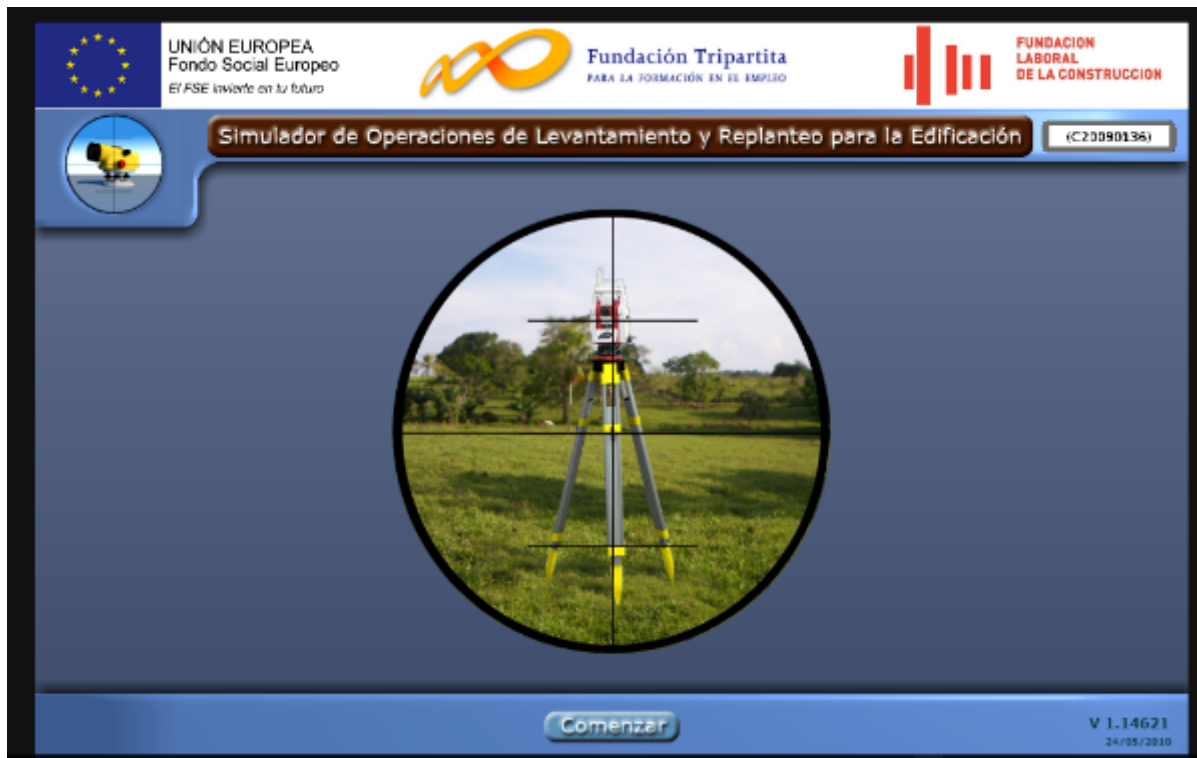 UNIÓN EUROPEA
Fondo Social Europeo
El FSE invierte en tu futuro
Fundación Tripartita
PARA LA FORMACIÓN EN EL EMPLEO
FUNDACION
LABORAL
DE LA CONSTRUCCION
Simulador de Operaciones de Levantamiento y Replanteo para la Edificación
(C20090136)
Comenzar
V 1.14621
24/05/2010